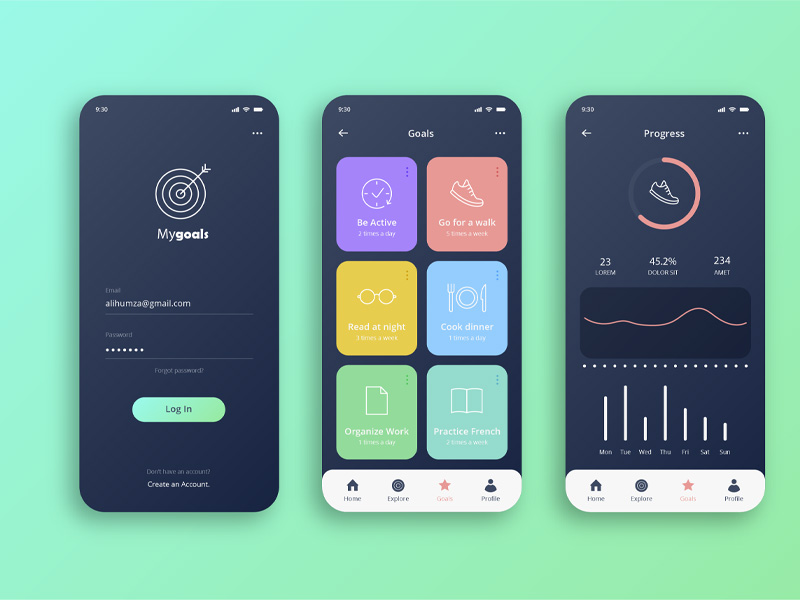 9:30
Mygoals
Email
alihumza@gmail.com
Password
Forgot password?
Log In
Don't have an account?
Create an Account.
9:30
Goals
Be Active
2 times a day
Go for a walk
5 times a week
Read at night
3 times a week
Cook dinner
1 times a day
Organize Work
1 times a day
Practice French
2 times a week
Home Explore Goals Profile
9:30
Progress
23 45.2% 234
LOREM DOLOR SIT AMET
Mon Tue Wed Thu Fri Sat Sun
Home Explore Goals Profile